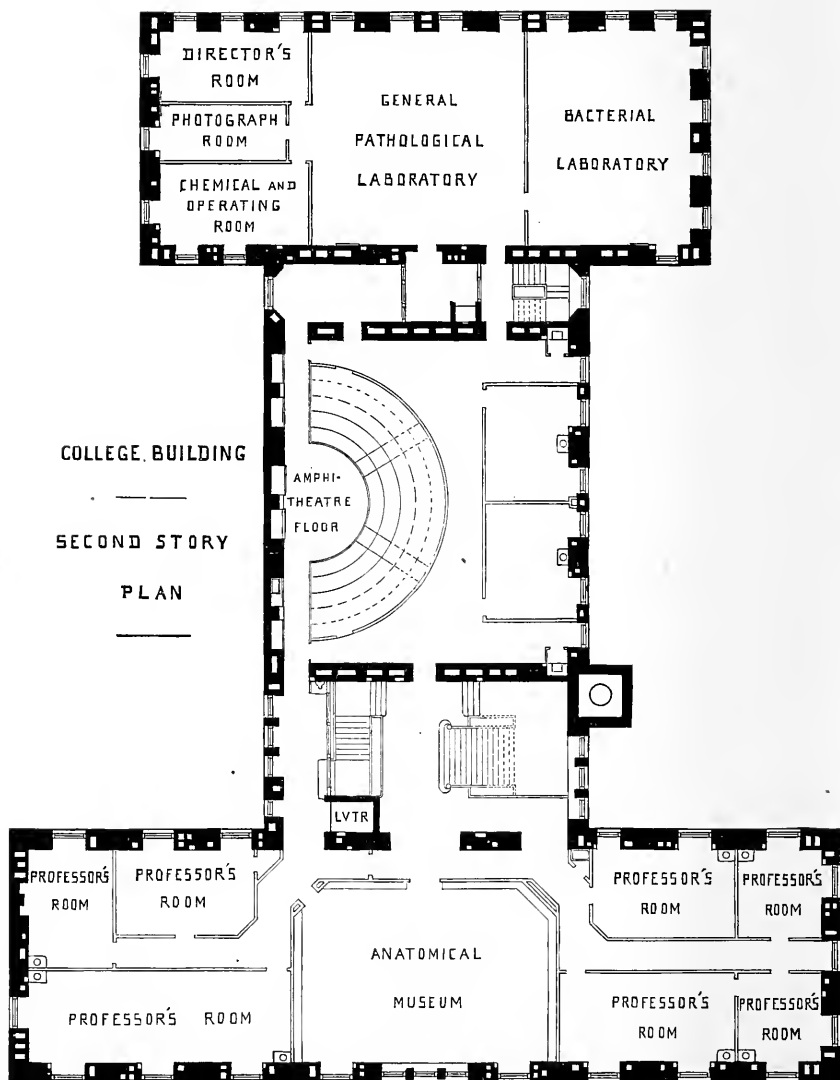 DIRECTOR'S
ROOM
PHOTOGRAPH
ROOM
CHEMICAL AND
OPERATING
ROOM
GENERAL
PATHOLOGICAL
LABORATORY
BACTERIAL
LABORATORY
COLLEGE. BUILDING
SECOND STORY
PLAN
AMPHI-
THEATRE
FLOOR
LVTR
PROFESSOR'S
ROOM
PROFESSOR'S
ROOM
PROFESSOR'S
ROOM
PROFESSOR'S
ROOM
ANATOMICAL
MUSEUM
PROFESSOR'S ROOM
PROFESSOR'S
ROOM
PROFESSOR'S
ROOM